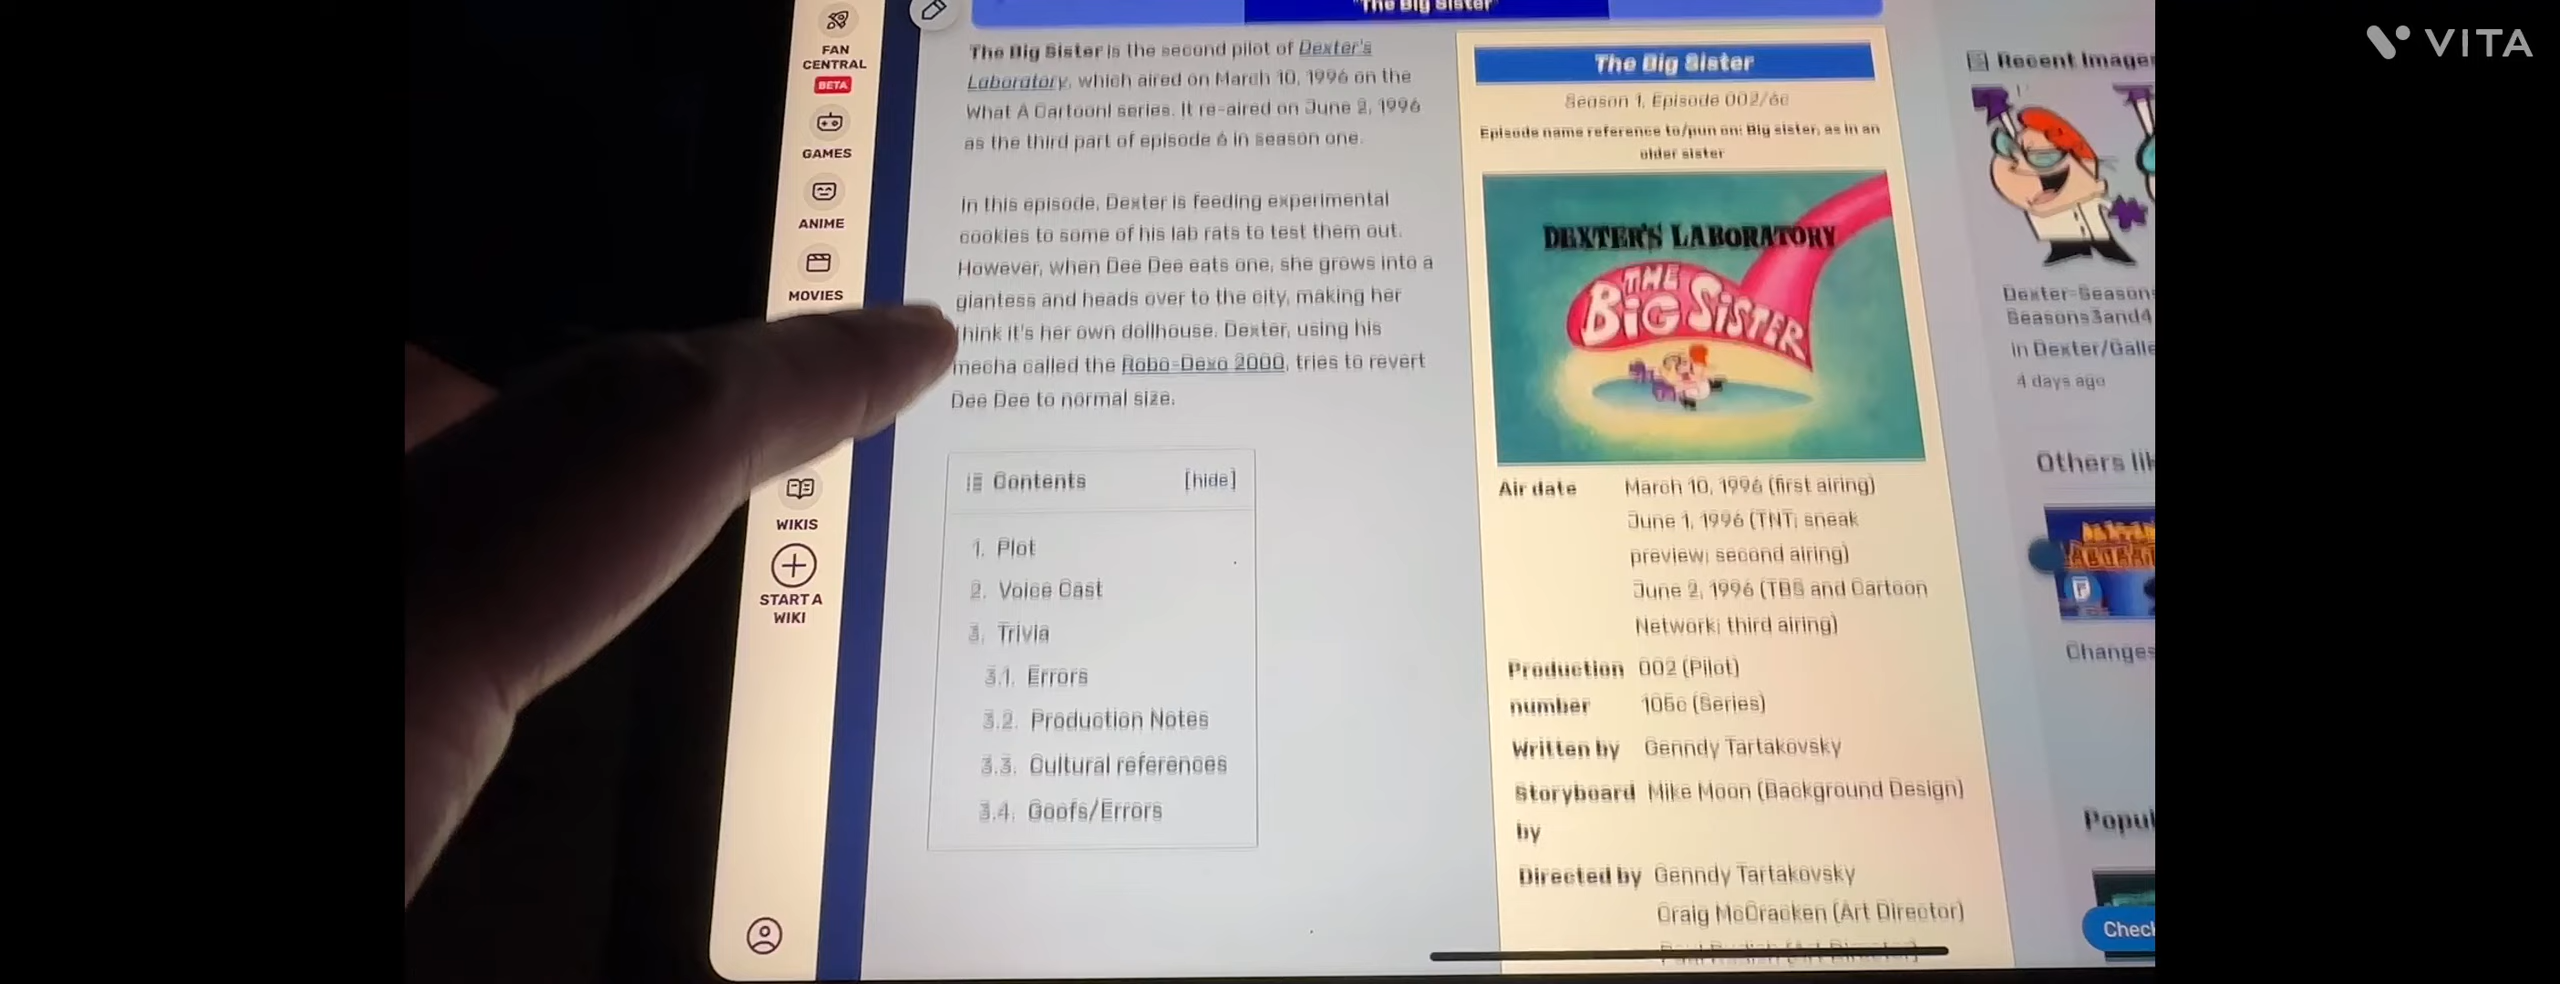 VITA
FAN
CENTRAL
BETA
GAMES
ANIME
MOVIES
WIKIS
START A
WIKI
"The Big Sister"
The Big Sister is the second pilot of Dexter's
Laboratory, which aired on March 10, 1996 on the
What A Cartoon! series. It re-aired on June 2, 1996
as the third part of episode 6 in season one.
In this episode, Dexter is feeding experimental
cookies to some of his lab rats to test them out.
However, when Dee Dee eats one, she grows into a
giantess and heads over to the city, making her
think it's her own dollhouse. Dexter, using his
mecha called the Robo-Dexo 2000, tries to revert
Dee Dee to normal size.
Contents [hide]
1. Plot
2. Voice Cast
3. Trivia
3.1. Errors
3.2. Production Notes
3.3. Cultural references
3.4. Goofs/Errors
The Big Sister
Season 1, Episode 002/6c
Episode name reference to/pun on: Big sister, as in an
older sister
DEXTER'S LABORATORY
THE
BIG SISTER
Air date March 10, 1996 (first airing)
June 1, 1996 (TNT; sneak
preview; second airing)
June 2, 1996 (TBS and Cartoon
Network; third airing)
Production 002 (Pilot)
number 106c (Series)
Written by Genndy Tartakovsky
Storyboard Mike Moon (Background Design)
by
Directed by Genndy Tartakovsky
Craig McCracken (Art Director)
Recent Image
Dexter-Season
Seasons3and4
in Dexter/Galle
4 days ago
Others lik
Changes
Popul
Check